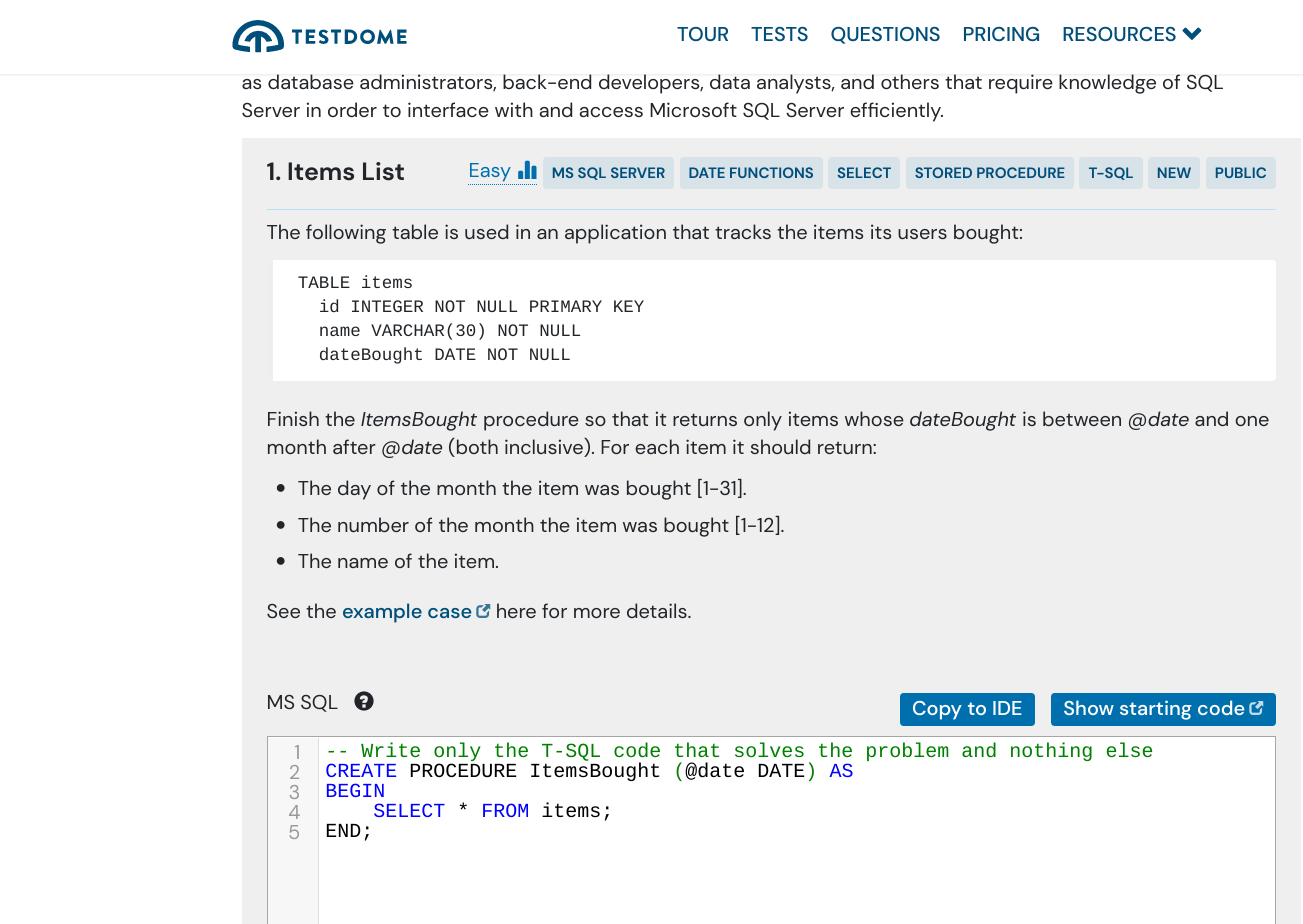 TESTDOME
TOUR TESTS QUESTIONS PRICING RESOURCES
as database administrators, back-end developers, data analysts, and others that require knowledge of SQL
Server in order to interface with and access Microsoft SQL Server efficiently.
1. Items List
Easy MS SQL SERVER DATE FUNCTIONS SELECT STORED PROCEDURE T-SQL NEW PUBLIC
The following table is used in an application that tracks the items its users bought:
TABLE items
  id INTEGER NOT NULL PRIMARY KEY
  name VARCHAR(30) NOT NULL
  dateBought DATE NOT NULL
Finish the ItemsBought procedure so that it returns only items whose dateBought is between @date and one
month after @date (both inclusive). For each item it should return:
• The day of the month the item was bought [1-31].
• The number of the month the item was bought [1-12].
• The name of the item.
See the example case here for more details.
MS SQL ?
Copy to IDE Show starting code
1 -- Write only the T-SQL code that solves the problem and nothing else
2 CREATE PROCEDURE ItemsBought (@date DATE) AS
3 BEGIN
4     SELECT * FROM items;
5 END;